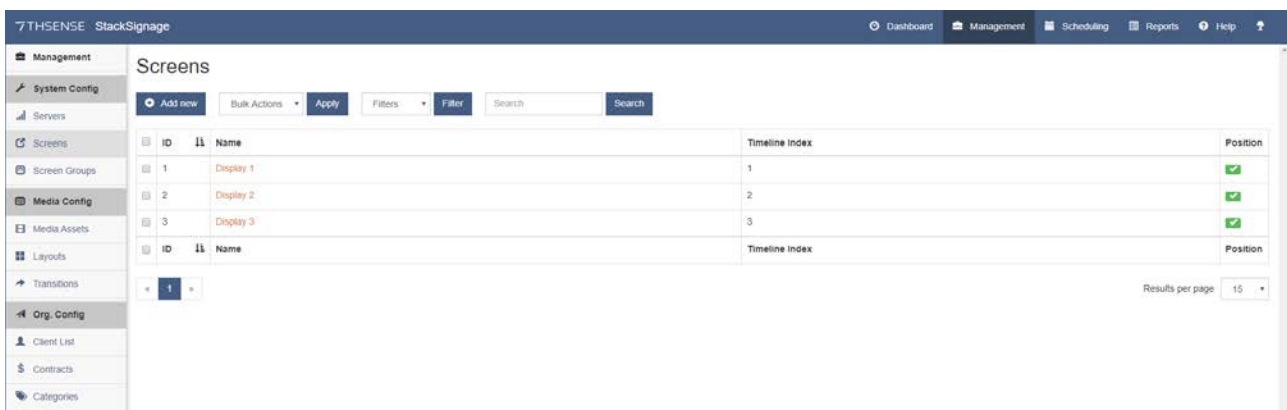 7THSENSE StackSignage
Dashboard Management Scheduling Reports Help
Management
System Config
Servers
Screens
Screen Groups
Media Config
Media Assets
Layouts
Transitions
Org. Config
Client List
Contracts
Categories
Screens
Add new Bulk Actions Apply Filters Filter Search Search
ID Name Timeline Index Position
1 Display 1 1
2 Display 2 2
3 Display 3 3
ID Name Timeline Index Position
« 1 » Results per page 15